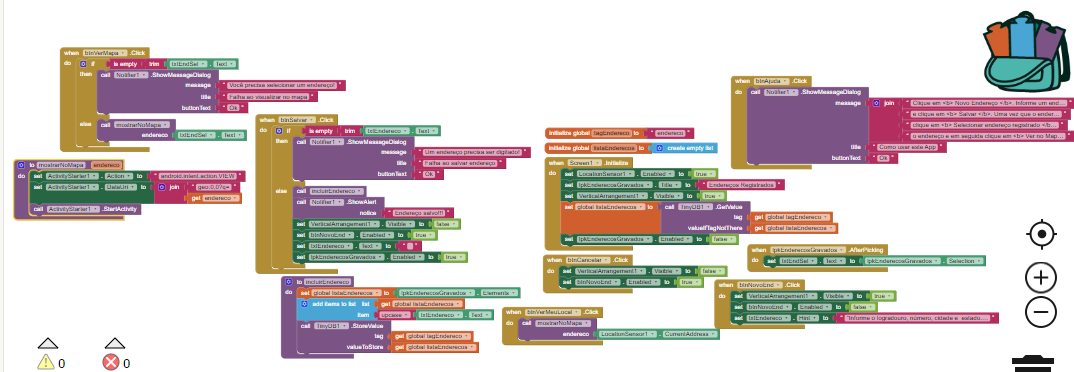 when btnVerMapa .Click
do if is empty trim txtEndSel . Text
then call Notifier1 .ShowMessageDialog
message "Você precisa selecionar um endereço!"
title "Falha ao visualizar no mapa"
buttonText "Ok"
else call mostrarNoMapa
endereco txtEndSel . Text
to mostrarNoMapa endereco
do set ActivityStarter1 . Action to "android.intent.action.VIEW"
set ActivityStarter1 . DataUri to join "geo:0,0?q="
get endereco
call ActivityStarter1 .StartActivity
when btnSalvar .Click
do if is empty trim txtEndereco . Text
then call Notifier1 .ShowMessageDialog
message "Um endereço precisa ser digitado!"
title "Falha ao salvar endereço"
buttonText "Ok"
else call incluirEndereco
call Notifier1 .ShowAlert
notice "Endereço salvo!!!"
set VerticalArrangement1 . Visible to false
set btnNovoEnd . Enabled to true
set txtEndereco . Text to " "
set lpkEnderecosGravados . Enabled to true
to incluirEndereco
do set global listaEnderecos to lpkEnderecosGravados . Elements
add items to list list get global listaEnderecos
item upcase txtEndereco . Text
call TinyDB1 .StoreValue
tag get global tagEndereco
valueToStore get global listaEnderecos
initialize global tagEndereco to "endereco"
initialize global listaEnderecos to create empty list
when Screen1 .Initialize
do set LocationSensor1 . Enabled to true
set lpkEnderecosGravados . Title to "Endereços Registrados"
set VerticalArrangement1 . Visible to true
set global listaEnderecos to call TinyDB1 .GetValue
tag get global tagEndereco
valueIfTagNotThere get global listaEnderecos
set lpkEnderecosGravados . Enabled to false
when btnCancelar .Click
do set VerticalArrangement1 . Visible to false
set btnNovoEnd . Enabled to true
when btnVerMeuLocal .Click
do call mostrarNoMapa
endereco LocationSensor1 . CurrentAddress
when btnAjuda .Click
do call Notifier1 .ShowMessageDialog
message join "Clique em <b> Novo Endereço </b>. Informe um end...
e clique em <b> Salvar </b>. Uma vez que o ender...
clique em <b> Selecionar endereço registrado </b>...
o endereço e em seguida clique em <b> Ver no Map...
title "Como usar este App"
buttonText "Ok"
when lpkEnderecosGravados .AfterPicking
do set txtEndSel . Text to lpkEnderecosGravados . Selection
when btnNovoEnd .Click
do set VerticalArrangement1 . Visible to true
set btnNovoEnd . Enabled to false
set txtEndereco . Hint to "Informe o logradouro, número, cidade e estado....
0
0